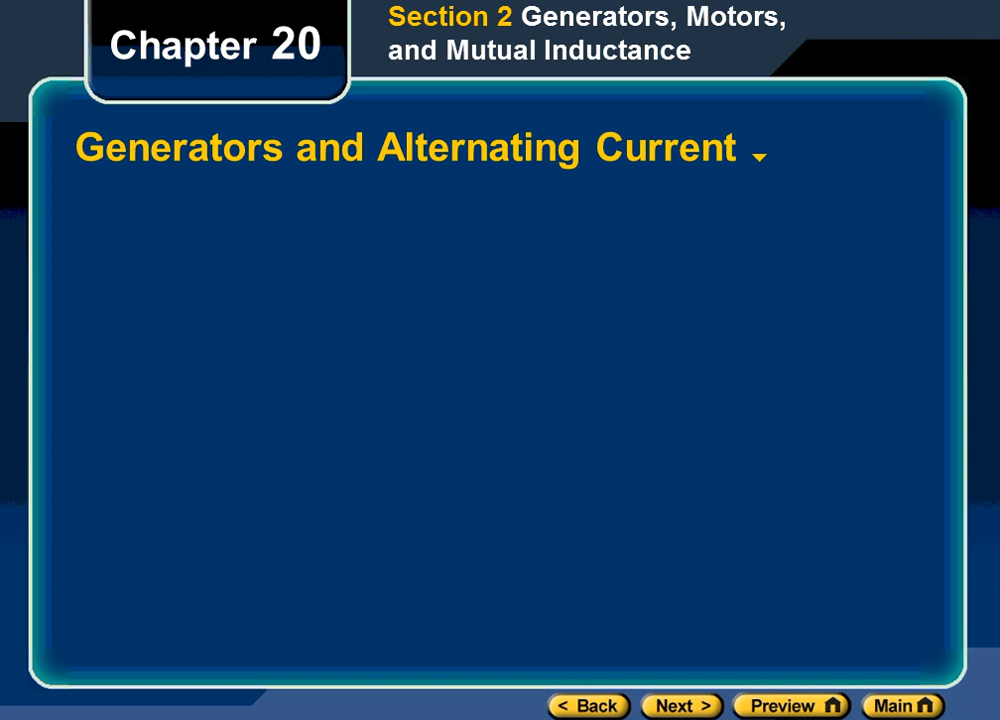 Chapter 20
Section 2 Generators, Motors,
and Mutual Inductance
Generators and Alternating Current
< Back
Next >
Preview
Main